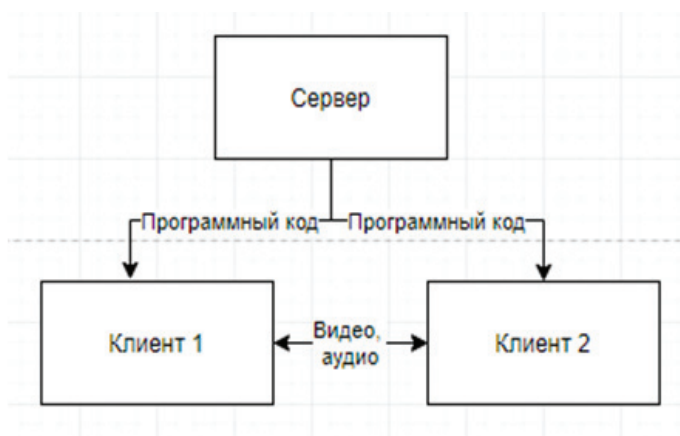 Сервер
Программный код
Программный код
Клиент 1
Видео,
аудио
Клиент 2